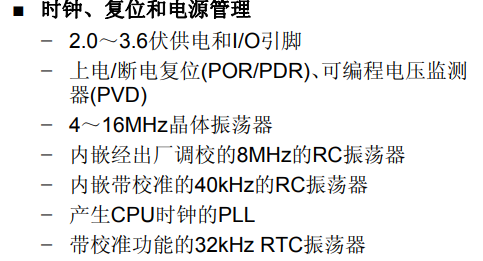 ■ 时钟、复位和电源管理
− 2.0～3.6伏供电和I/O引脚
− 上电/断电复位(POR/PDR)、可编程电压监测
器(PVD)
− 4～16MHz晶体振荡器
− 内嵌经出厂调校的8MHz的RC振荡器
− 内嵌带校准的40kHz的RC振荡器
− 产生CPU时钟的PLL
− 带校准功能的32kHz RTC振荡器